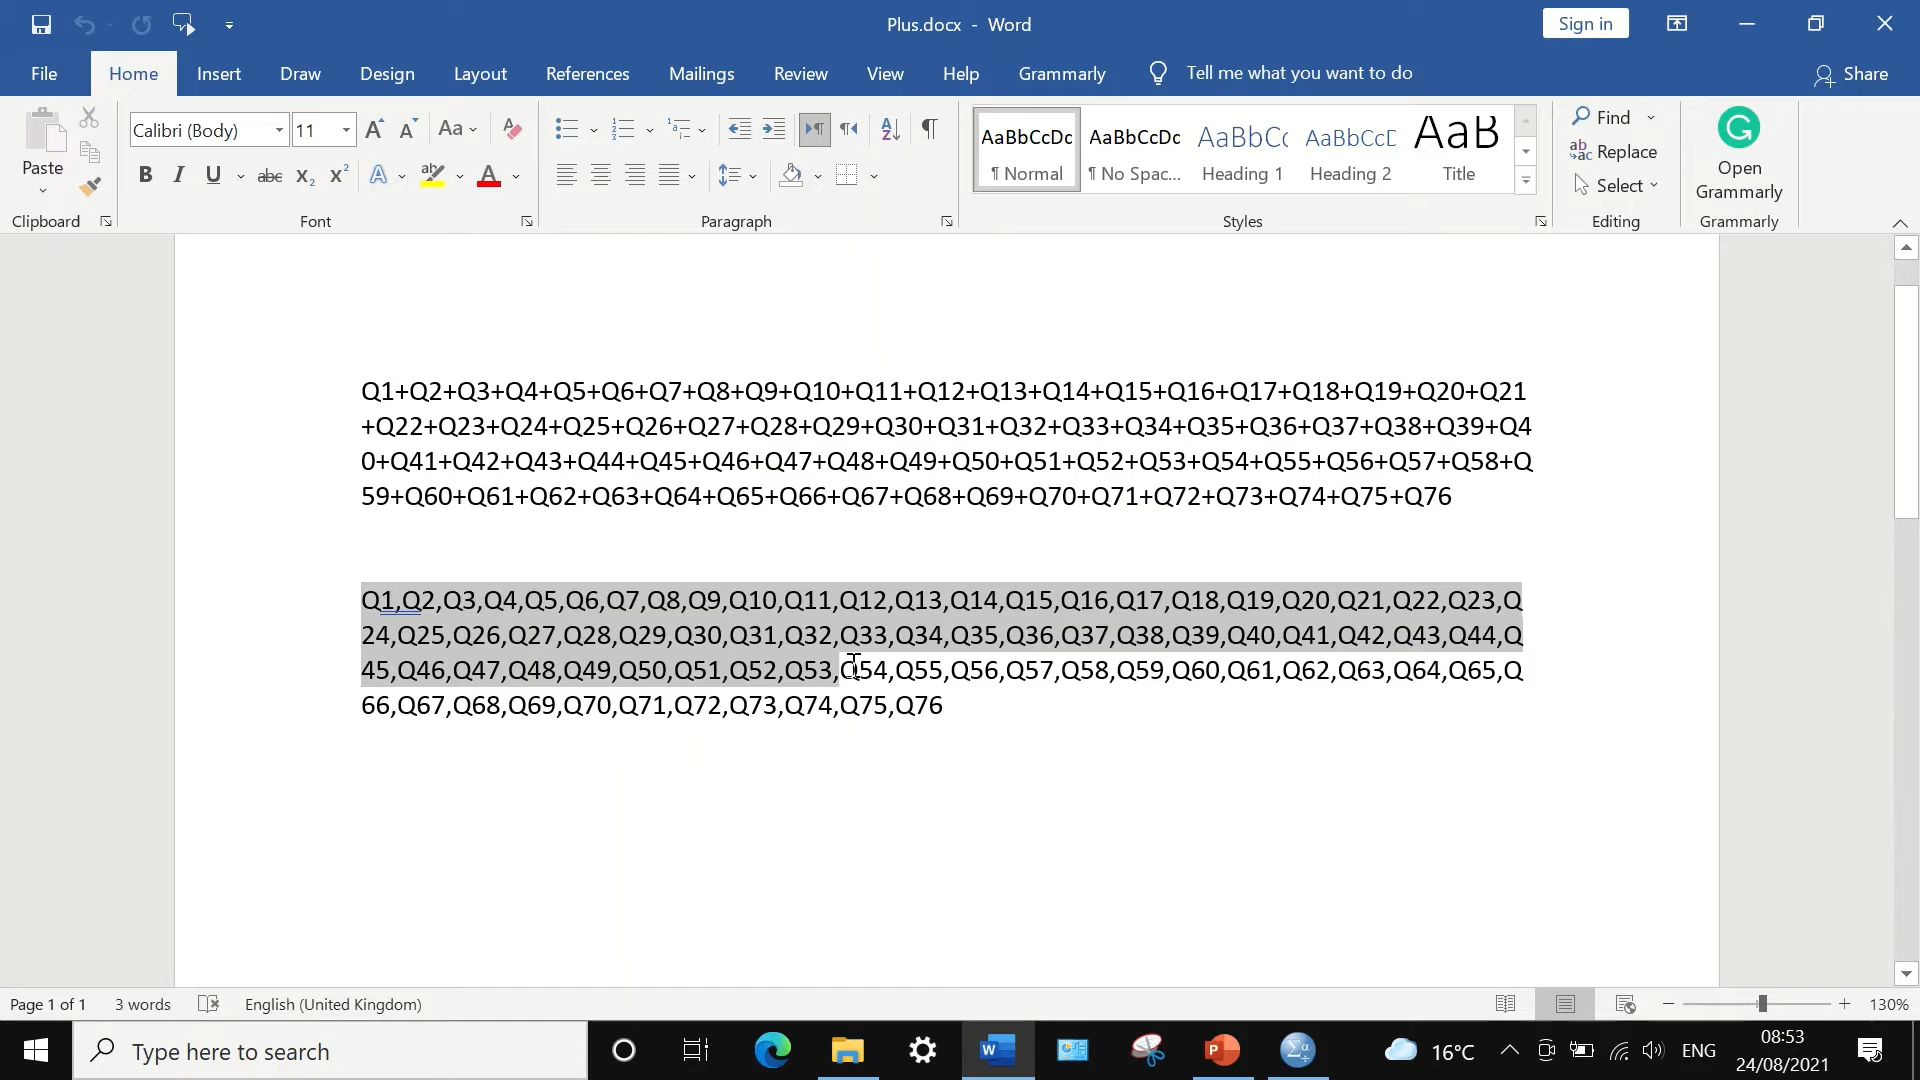 Plus.docx - Word
Sign in
File Home Insert Draw Design Layout References Mailings Review View Help Grammarly Tell me what you want to do Share
Paste
Clipboard
Calibri (Body) 11
Font
Paragraph
AaBbCcDc AaBbCcDc AaBbCc AaBbCcD AaB
¶ Normal ¶ No Spac... Heading 1 Heading 2 Title
Styles
Find
Replace
Select
Editing
Open
Grammarly
Grammarly
Q1+Q2+Q3+Q4+Q5+Q6+Q7+Q8+Q9+Q10+Q11+Q12+Q13+Q14+Q15+Q16+Q17+Q18+Q19+Q20+Q21
+Q22+Q23+Q24+Q25+Q26+Q27+Q28+Q29+Q30+Q31+Q32+Q33+Q34+Q35+Q36+Q37+Q38+Q39+Q4
0+Q41+Q42+Q43+Q44+Q45+Q46+Q47+Q48+Q49+Q50+Q51+Q52+Q53+Q54+Q55+Q56+Q57+Q58+Q
59+Q60+Q61+Q62+Q63+Q64+Q65+Q66+Q67+Q68+Q69+Q70+Q71+Q72+Q73+Q74+Q75+Q76
Q1,Q2,Q3,Q4,Q5,Q6,Q7,Q8,Q9,Q10,Q11,Q12,Q13,Q14,Q15,Q16,Q17,Q18,Q19,Q20,Q21,Q22,Q23,Q
24,Q25,Q26,Q27,Q28,Q29,Q30,Q31,Q32,Q33,Q34,Q35,Q36,Q37,Q38,Q39,Q40,Q41,Q42,Q43,Q44,Q
45,Q46,Q47,Q48,Q49,Q50,Q51,Q52,Q53,Q54,Q55,Q56,Q57,Q58,Q59,Q60,Q61,Q62,Q63,Q64,Q65,Q
66,Q67,Q68,Q69,Q70,Q71,Q72,Q73,Q74,Q75,Q76
Page 1 of 1 3 words English (United Kingdom) 130%
Type here to search
16°C
ENG
08:53
24/08/2021